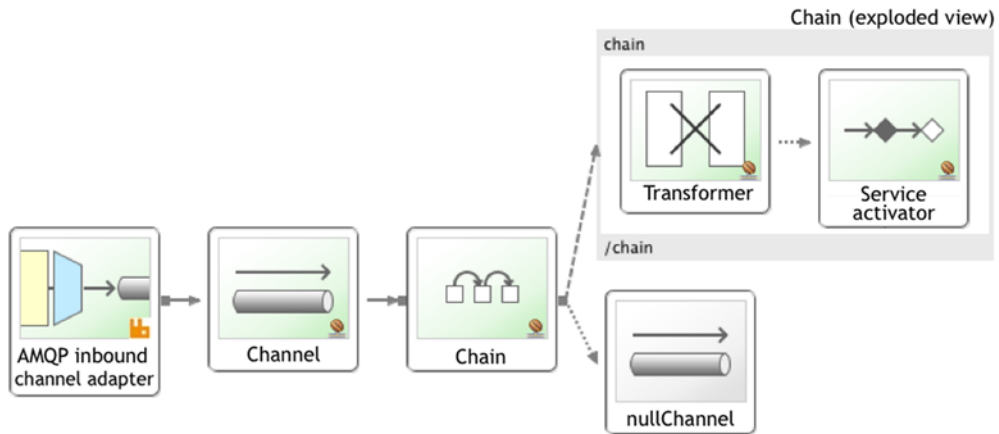 Chain (exploded view)
chain
Transformer
Service
activator
/chain
AMQP inbound
channel adapter
Channel
Chain
nullChannel